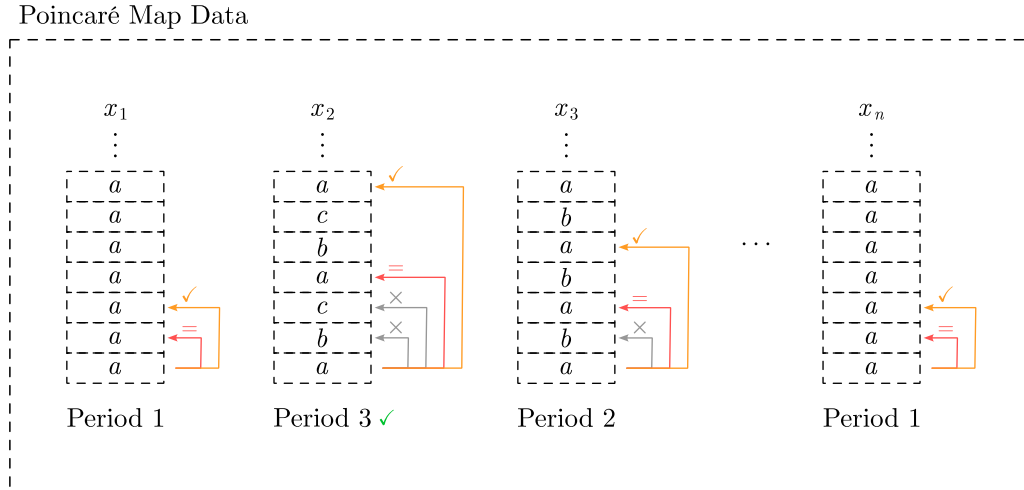 Poincaré Map Data
x₁ x₂ x₃ xₙ
⋮ ⋮ ⋮ ⋮
a a ✓ a a
a c b a
a b a ✓ ⋯ a
a a = b a
a ✓ c × a = a ✓
a = b × b × a =
a a a a
Period 1 Period 3 ✓ Period 2 Period 1